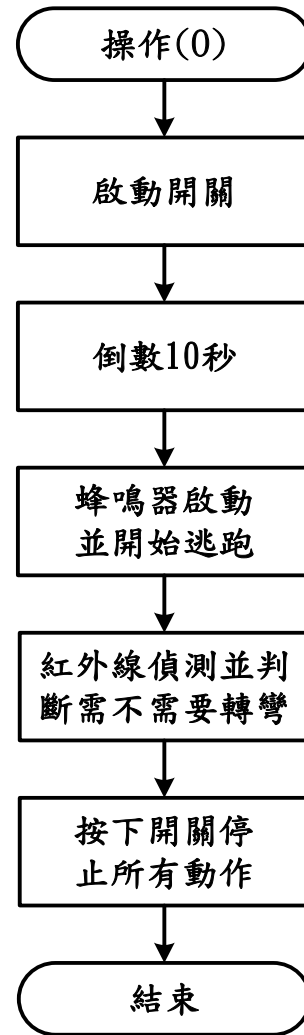 操作(0)
啟動開關
倒數10秒
蜂鳴器啟動
並開始逃跑
紅外線偵測並判
斷需不需要轉彎
按下開關停
止所有動作
結束